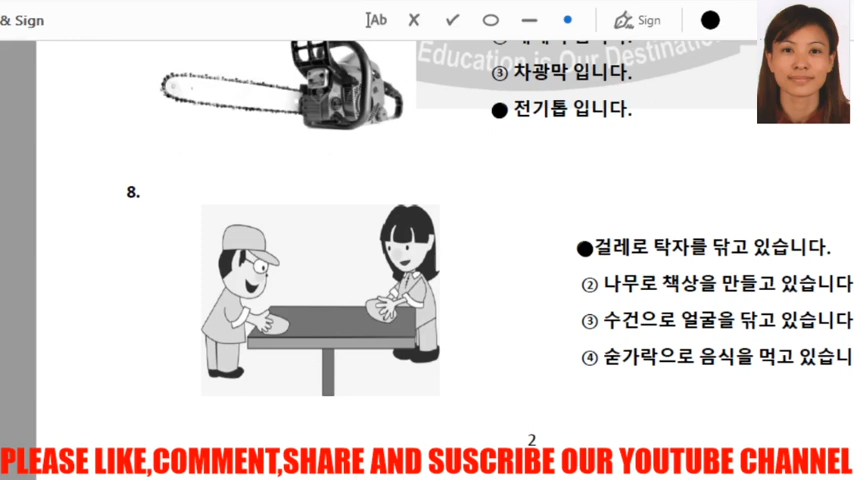 & Sign
Ab
Sign
Education is Our Destination
③ 차광막 입니다.
전기톱 입니다.
8.
걸레로 탁자를 닦고 있습니다.
② 나무로 책상을 만들고 있습니다
③ 수건으로 얼굴을 닦고 있습니다
④ 숟가락으로 음식을 먹고 있습니
2
PLEASE LIKE,COMMENT,SHARE AND SUSCRIBE OUR YOUTUBE CHANNEL